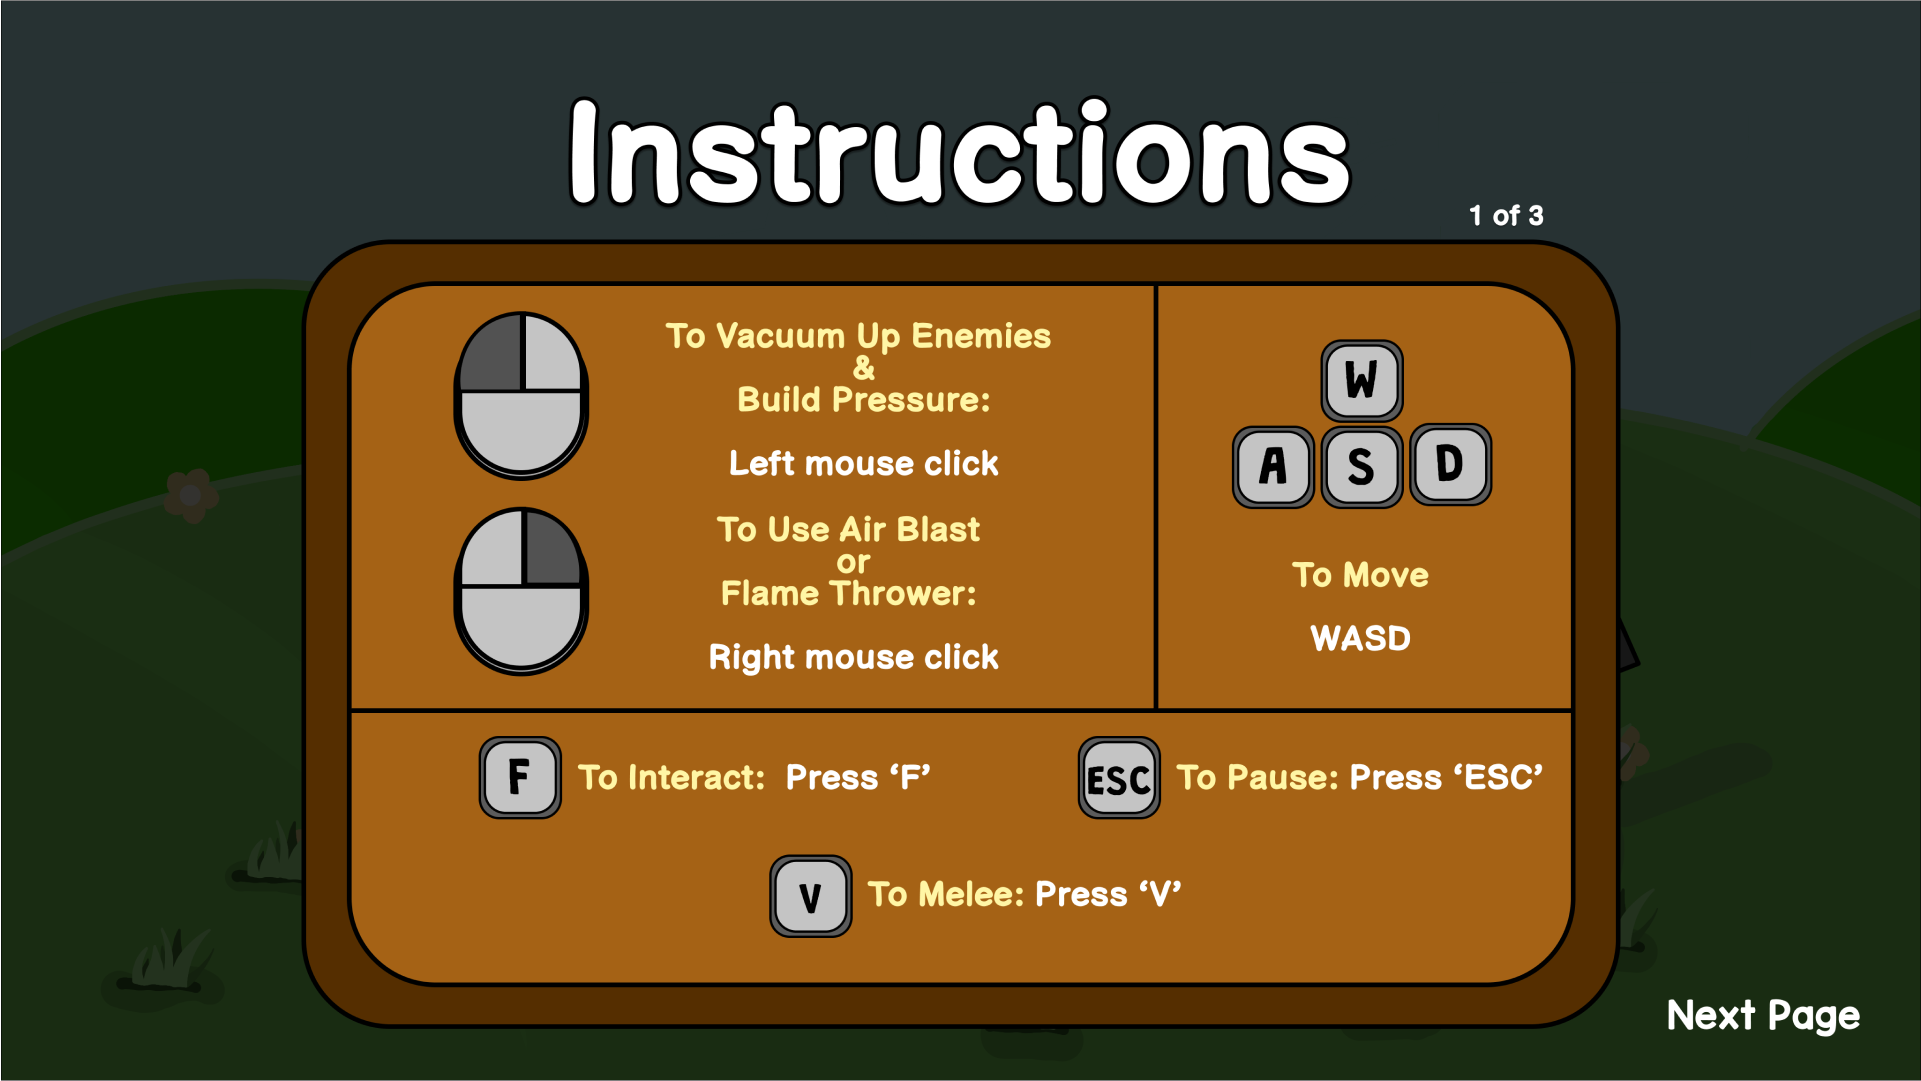 Instructions
1 of 3
To Vacuum Up Enemies
&
Build Pressure:
Left mouse click
To Use Air Blast
or
Flame Thrower:
Right mouse click
W
A S D
To Move
WASD
F To Interact: Press ‘F’
ESC To Pause: Press ‘ESC’
V To Melee: Press ‘V’
Next Page